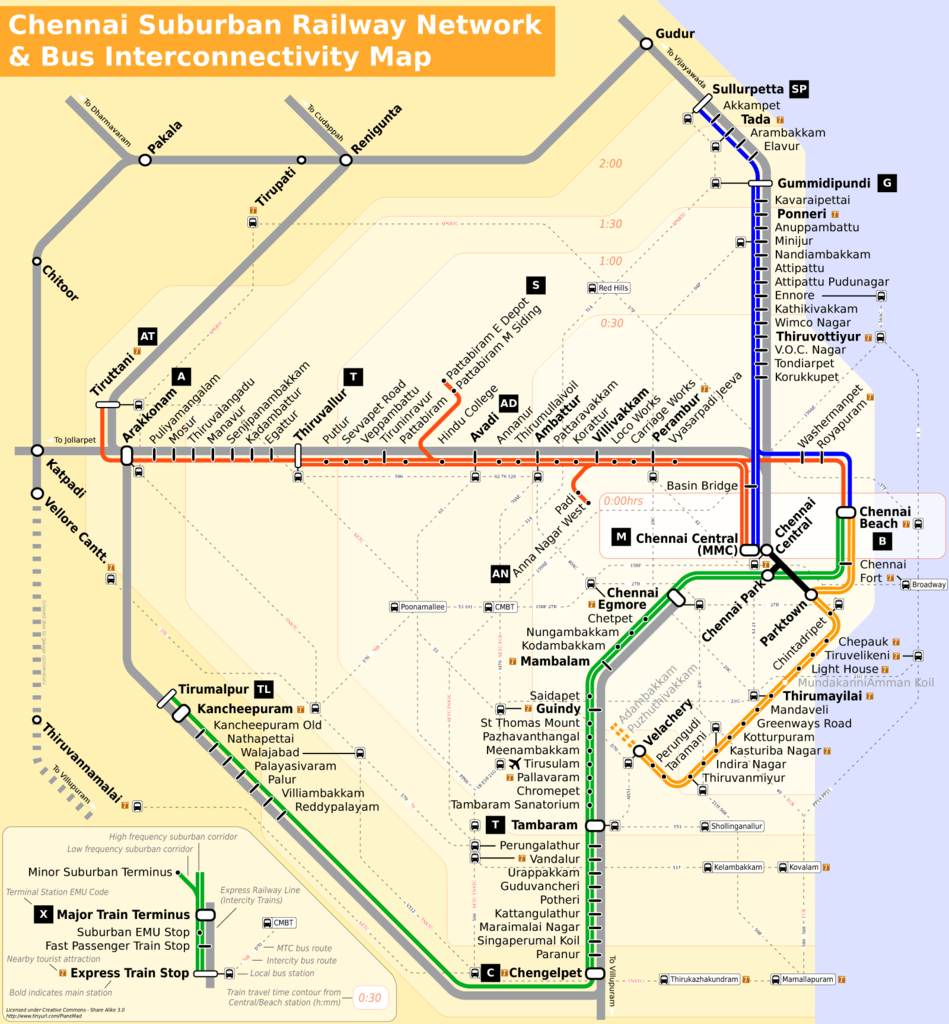 Chennai Suburban Railway Network
& Bus Interconnectivity Map
Gudur
To Vijayawada
Sullurpetta SP
Akkampet
Tada
Arambakkam
Elavur
To Dharmavaram
Pakala
To Cudappah
Renigunta
Tirupati
2:00
1:30
1:00
0:30
Gummidipundi G
Kavaraipettai
Ponneri
Anuppambattu
Minijur
Nandiambakkam
Attipattu
Attipattu Pudunagar
Ennore
Kathikivakkam
Wimco Nagar
Thiruvottiyur
V.O.C. Nagar
Tondiarpet
Korukkupet
Red Hills
Chitoor
AT
Tiruttani
A
Arakkonam
Puliyamangalam
Mosur
Thiruvalangadu
Mahavur
Senjipanambakkam
Kadambattur
Egattur
T
Thiruvallur
Putlur
Sevvapet Road
Veppambattu
Tirunindravur
Pattabiram
S
Pattabiram E Depot
Pattabiram M Siding
Hindu College
AD
Avadi
Annanur
Thirumullaivoil
Ambattur
Pattaravakkam
Korattur
Villivakkam
Loco Works
Carriage Works
Perambur
Vyasarpadi Jeeva
Washermanpet
Royapuram
To Jollarpet
Katpadi
Vellore Cantt.
Basin Bridge
Padi
Anna Nagar West
AN
0:00hrs
M Chennai Central
(MMC)
Chennai
Central
Chennai
Beach
B
Chennai
Fort
Broadway
Chennai Park
Parktown
Poonamallee
CMBT
Chennai
Egmore
Chetpet
Nungambakkam
Kodambakkam
Mambalam
Chintadripet
Chepauk
Tiruvelikeni
Light House
MundakanniAmman Koil
Thirumayilai
Mandaveli
Greenways Road
Kotturpuram
Kasturiba Nagar
Indira Nagar
Thiruvanmiyur
Taramani
Perungudi
Velachery
Puzhuthivakkam
Adambakkam
Saidapet
Guindy
St Thomas Mount
Pazhavanthangal
Meenambakkam
Tirusulam
Pallavaram
Chromepet
Tambaram Sanatorium
T Tambaram
Shollinganallur
Perungalathur
Vandalur
Urappakkam
Guduvancheri
Potheri
Kattangulathur
Maraimalai Nagar
Singaperumal Koil
Paranur
C Chengelpet
To Villupuram
Kelambakkam
Kovalam
Thirukazhakundram
Mamallapuram
Tirumalpur TL
Kancheepuram
Kancheepuram Old
Nathapettai
Walajabad
Palayasivaram
Palur
Villiambakkam
Reddypalayam
Thiruvannamalai
To Villupuram
High frequency suburban corridor
Low frequency suburban corridor
Minor Suburban Terminus
Terminal Station EMU Code
X Major Train Terminus
Suburban EMU Stop
Fast Passenger Train Stop
Nearby tourist attraction
Express Train Stop
Bold indicates main station
Express Railway Line
(Intercity Trains)
CMBT
MTC bus route
Intercity bus route
Local bus station
Train travel time contour from
Central/Beach station (h:mm)
0:30
Licensed under Creative Commons - Share Alike 3.0
http://www.tinyurl.com/PlaneMad